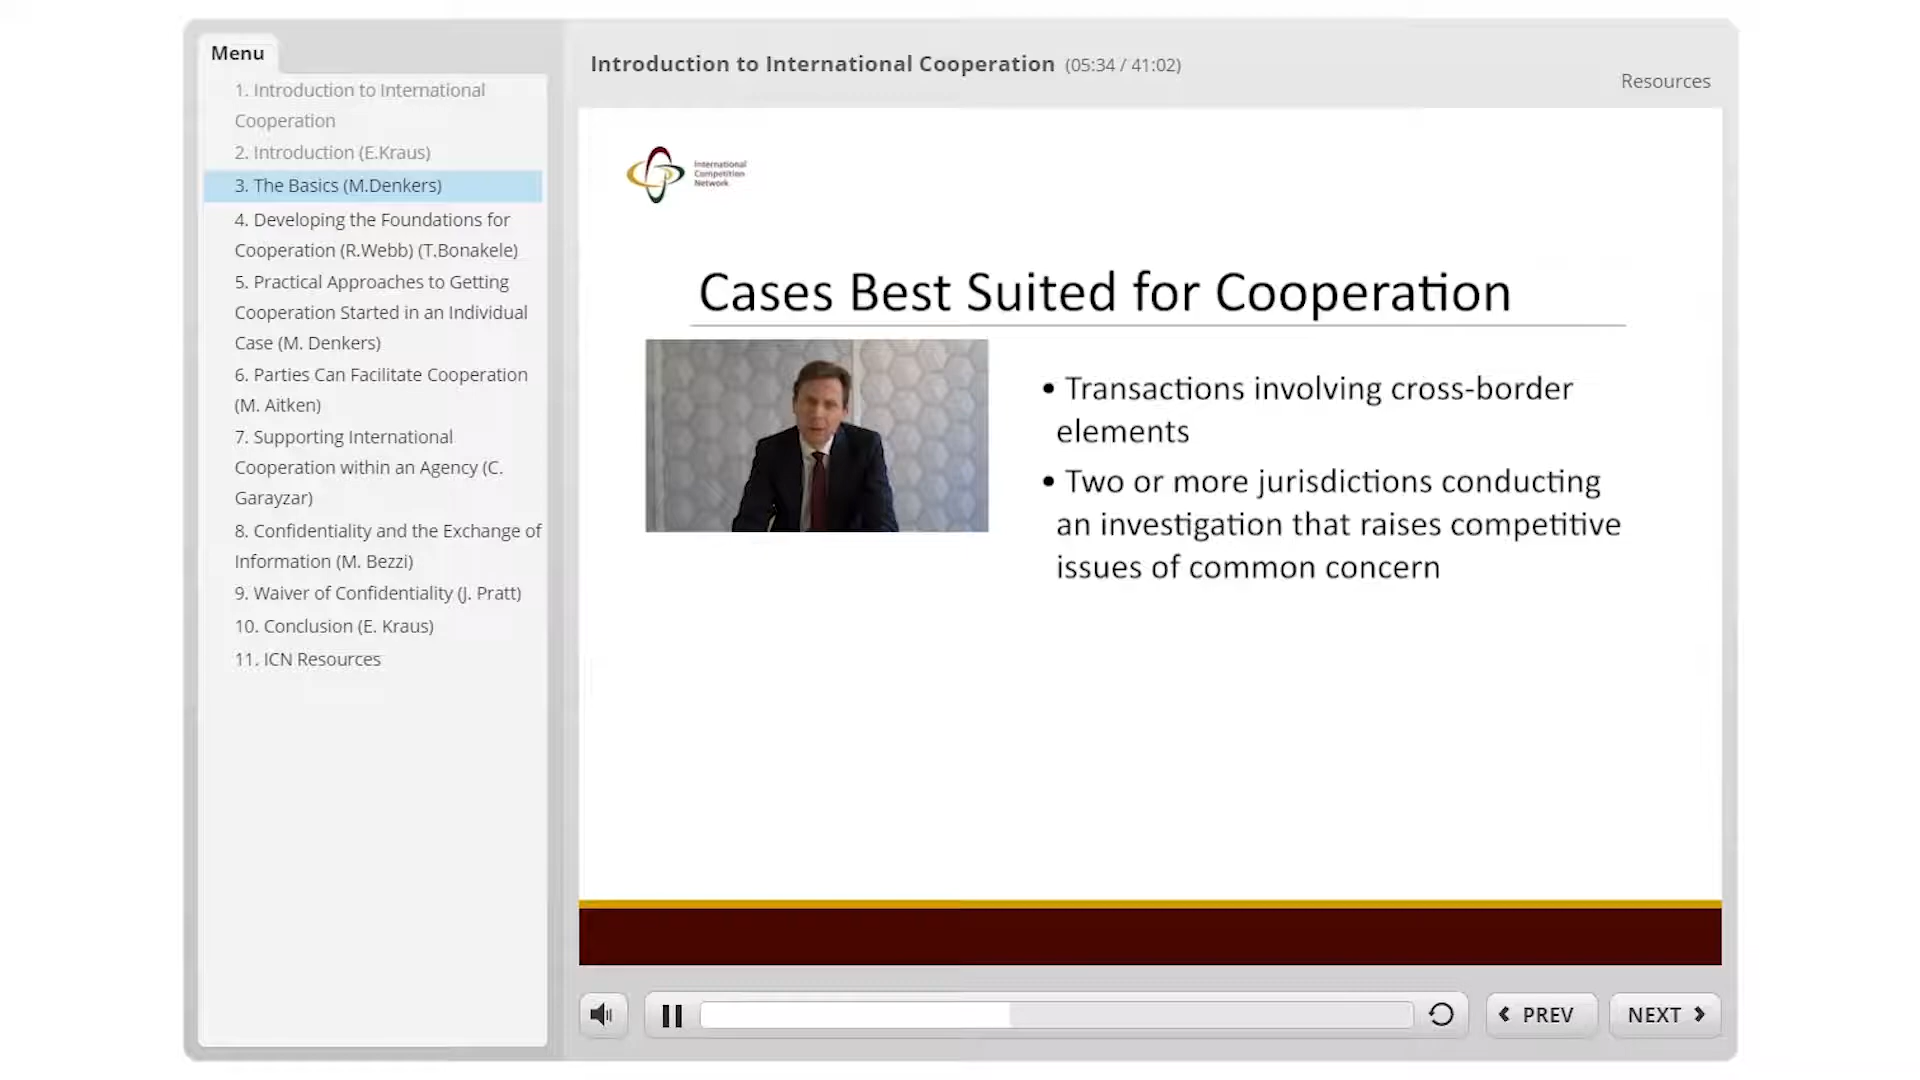 Menu
1. Introduction to International
Cooperation
2. Introduction (E.Kraus)
3. The Basics (M.Denkers)
4. Developing the Foundations for
Cooperation (R.Webb) (T.Bonakele)
5. Practical Approaches to Getting
Cooperation Started in an Individual
Case (M. Denkers)
6. Parties Can Facilitate Cooperation
(M. Aitken)
7. Supporting International
Cooperation within an Agency (C.
Garayzar)
8. Confidentiality and the Exchange of
Information (M. Bezzi)
9. Waiver of Confidentiality (J. Pratt)
10. Conclusion (E. Kraus)
11. ICN Resources
Introduction to International Cooperation (05:34 / 41:02)
Resources
International
Competition
Network
Cases Best Suited for Cooperation
• Transactions involving cross-border
elements
• Two or more jurisdictions conducting
an investigation that raises competitive
issues of common concern
PREV
NEXT